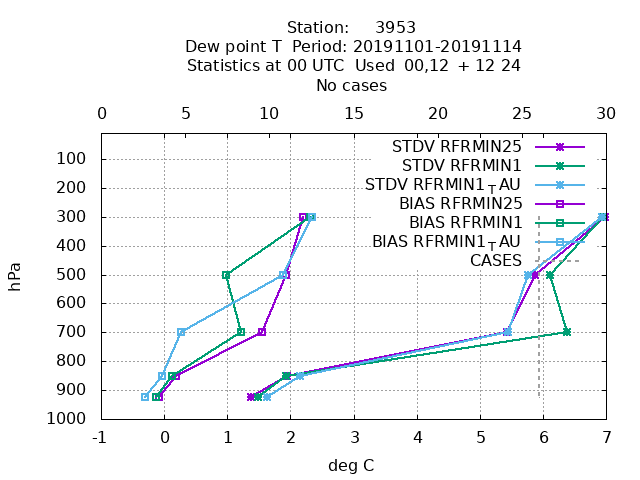 Station: 3953
Dew point T Period: 20191101-20191114
Statistics at 00 UTC Used 00,12 + 12 24
No cases
0 5 10 15 20 25 30
STDV RFRMIN25
STDV RFRMIN1
STDV RFRMIN1TAU
BIAS RFRMIN25
BIAS RFRMIN1
BIAS RFRMIN1TAU
CASES
hPa
100
200
300
400
500
600
700
800
900
1000
-1 0 1 2 3 4 5 6 7
deg C